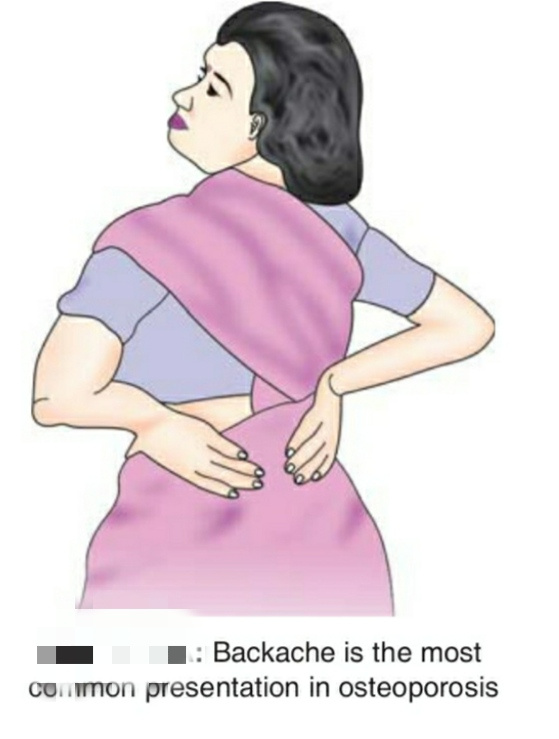 : Backache is the most
common presentation in osteoporosis